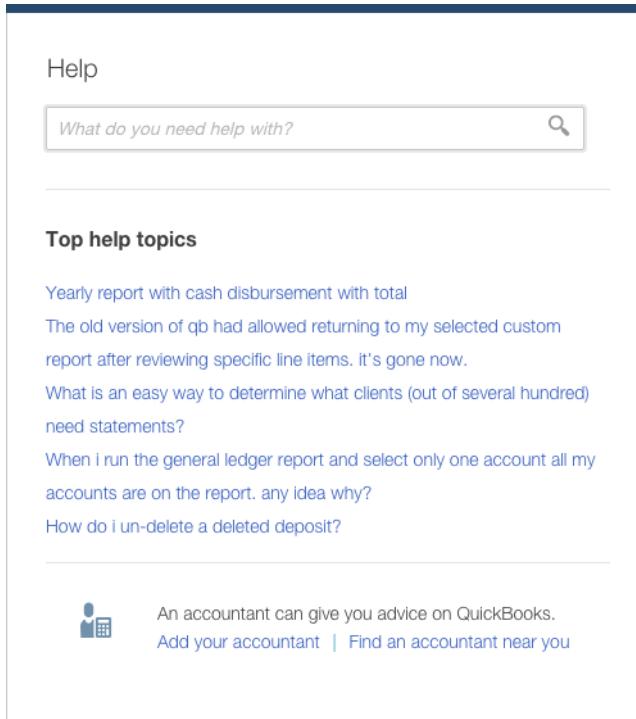 Help
What do you need help with?
Top help topics
Yearly report with cash disbursement with total
The old version of qb had allowed returning to my selected custom
report after reviewing specific line items. it's gone now.
What is an easy way to determine what clients (out of several hundred)
need statements?
When i run the general ledger report and select only one account all my
accounts are on the report. any idea why?
How do i un-delete a deleted deposit?
An accountant can give you advice on QuickBooks.
Add your accountant | Find an accountant near you